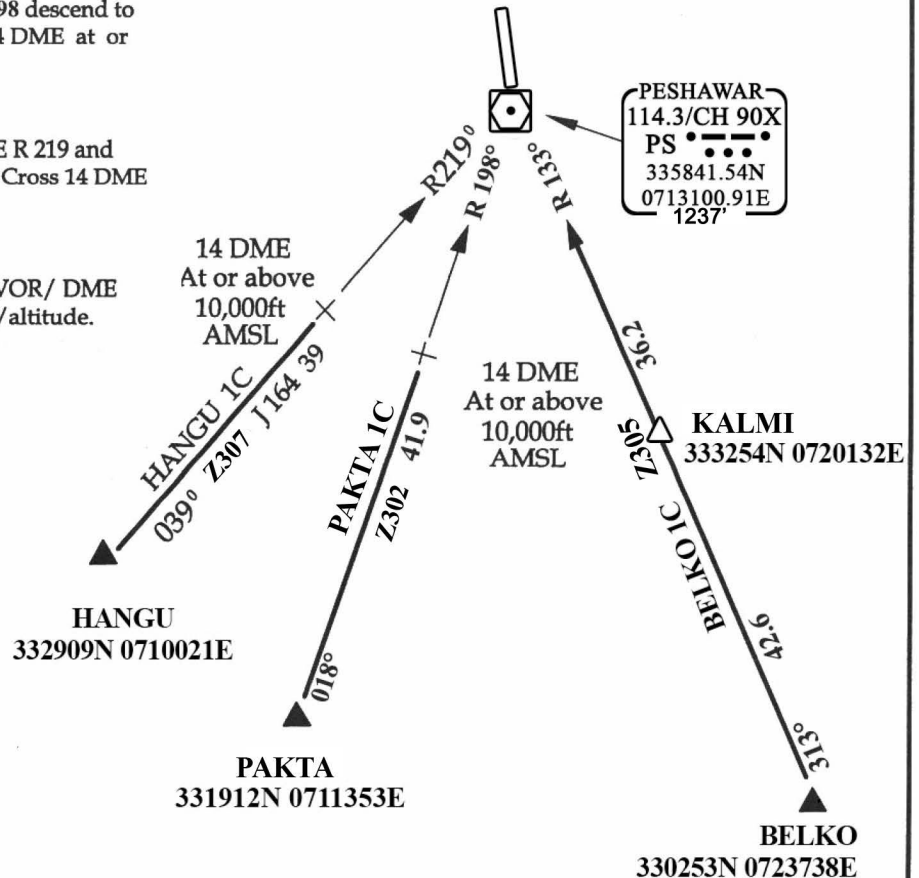 98 descend to
4 DME at or
E R 219 and
Cross 14 DME
VOR/ DME
/altitude.
PESHAWAR
114.3/CH 90X
PS
335841.54N
0713100.91E
1237'
R219°
R 198°
R 133°
14 DME
At or above
10,000ft
AMSL
HANGU 1C
Z307 J 164 39
039°
HANGU
332909N 0710021E
PAKTA 1C
41.9
Z302
018°
PAKTA
331912N 0711353E
14 DME
At or above
10,000ft
AMSL
36.2
KALMI
333254N 0720132E
Z305
BELKO 1C
42.6
313°
BELKO
330253N 0723738E